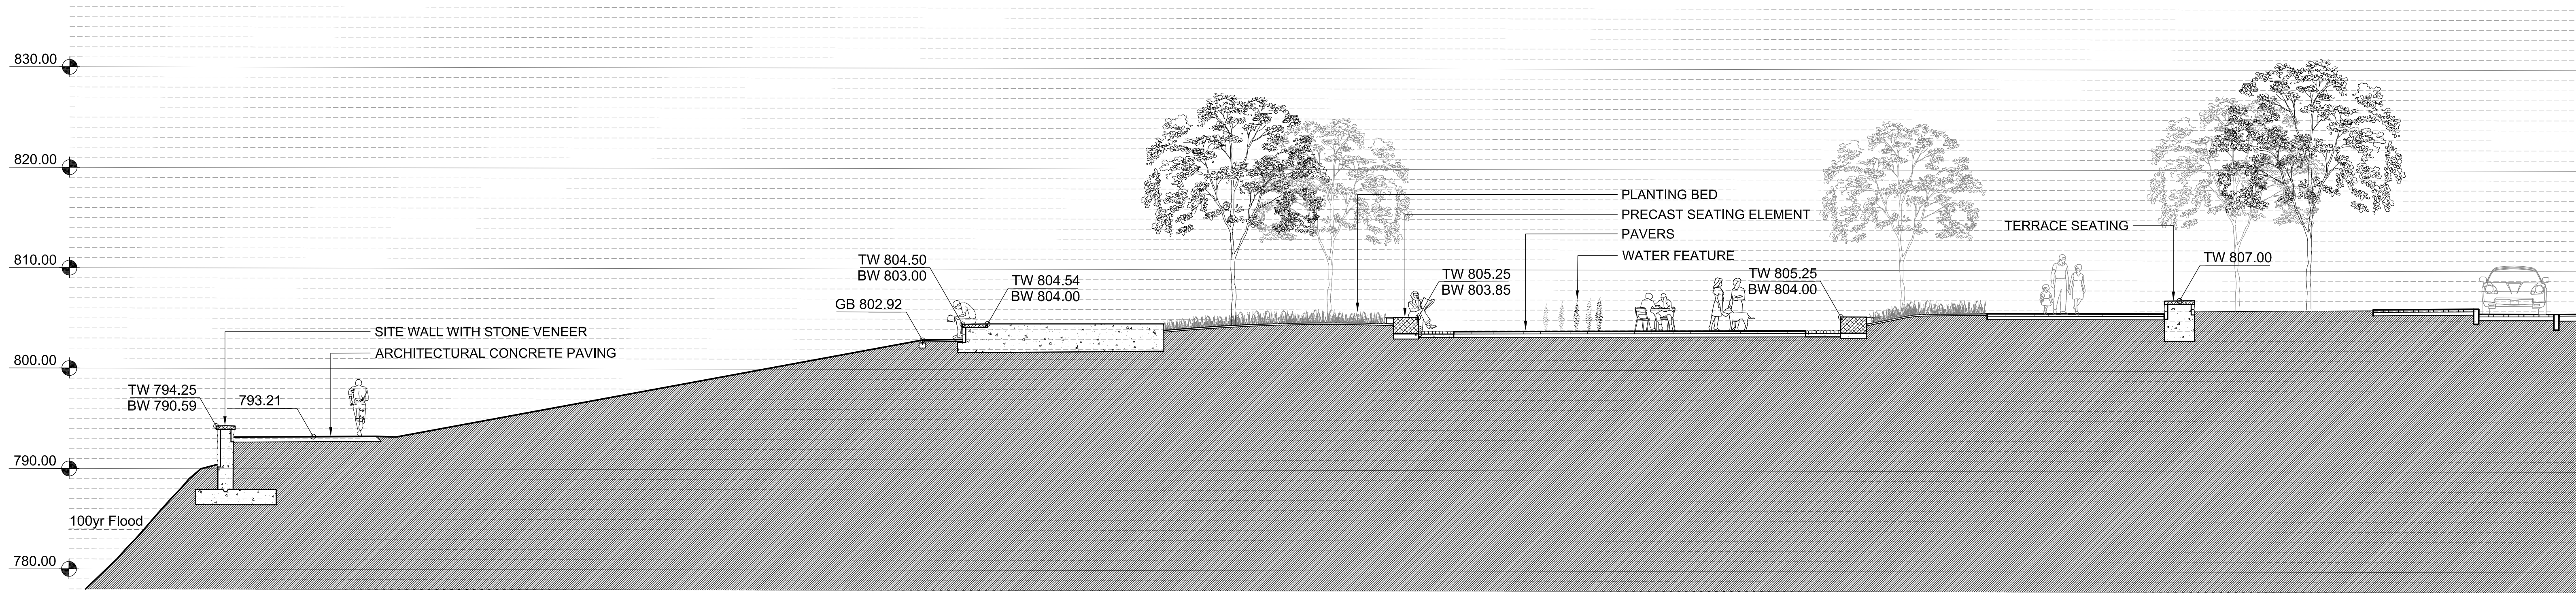 830.00
820.00
810.00
800.00
790.00
780.00
100yr Flood
TW 794.25
BW 790.59
793.21
SITE WALL WITH STONE VENEER
ARCHITECTURAL CONCRETE PAVING
GB 802.92
TW 804.50
BW 803.00
TW 804.54
BW 804.00
PLANTING BED
PRECAST SEATING ELEMENT
PAVERS
WATER FEATURE
TW 805.25
BW 803.85
TW 805.25
BW 804.00
TERRACE SEATING
TW 807.00